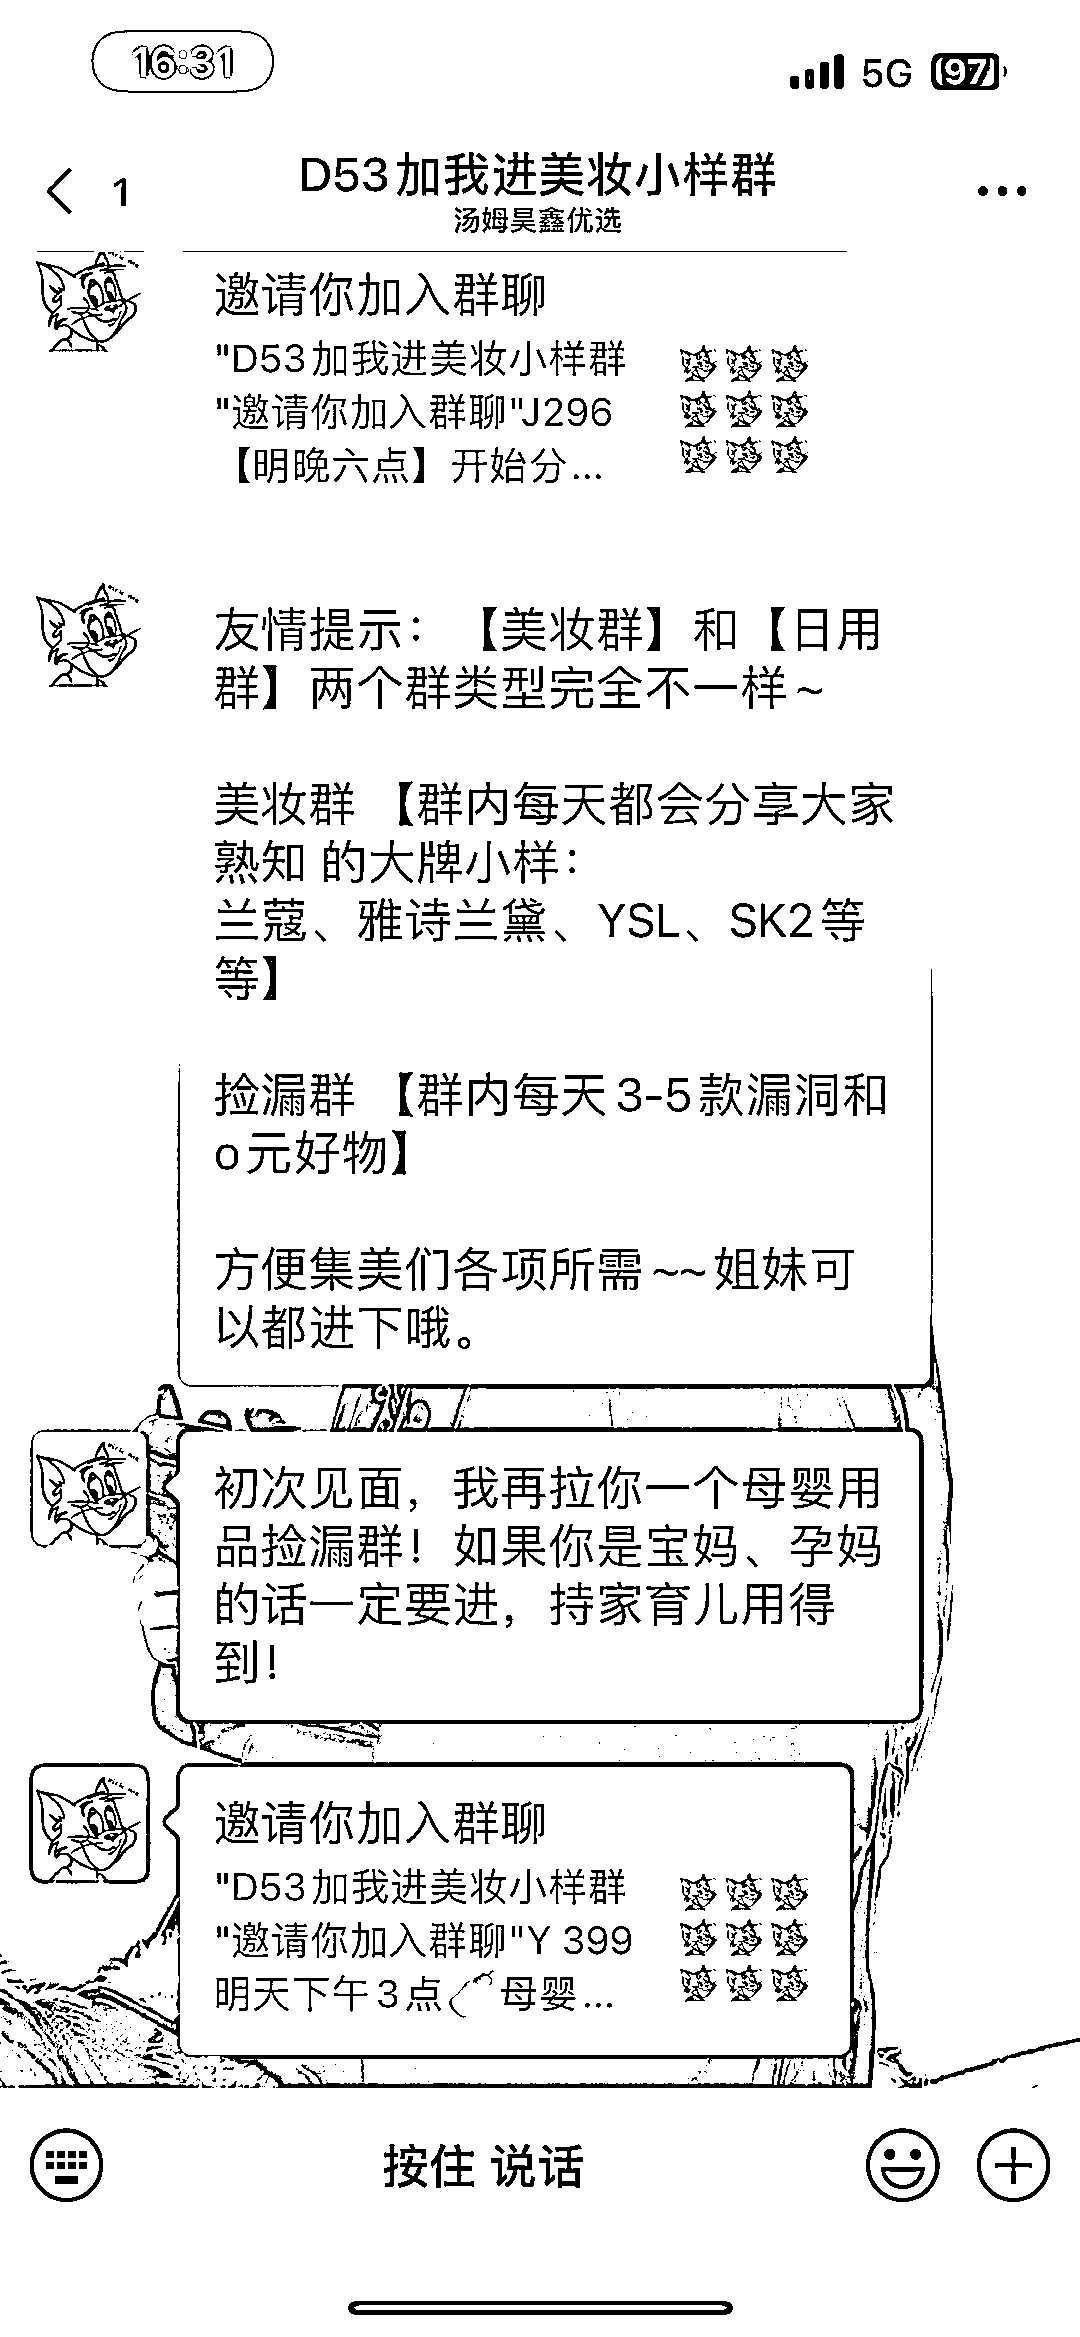 16:31
5G 97
1
D53加我进美妆小样群
汤姆昊鑫优选
邀请你加入群聊
"D53加我进美妆小样群
"邀请你加入群聊"J296
【明晚六点】开始分...
友情提示：【美妆群】和【日用
群】两个群类型完全不一样~
美妆群 【群内每天都会分享大家
熟知 的大牌小样：
兰蔻、雅诗兰黛、YSL、SK2等
等】
捡漏群 【群内每天3-5款漏洞和
o元好物】
方便集美们各项所需~~姐妹可
以都进下哦。
初次见面，我再拉你一个母婴用
品捡漏群！如果你是宝妈、孕妈
的话一定要进，持家育儿用得
到！
邀请你加入群聊
"D53加我进美妆小样群
"邀请你加入群聊"Y 399
明天下午3点 母婴...
按住 说话